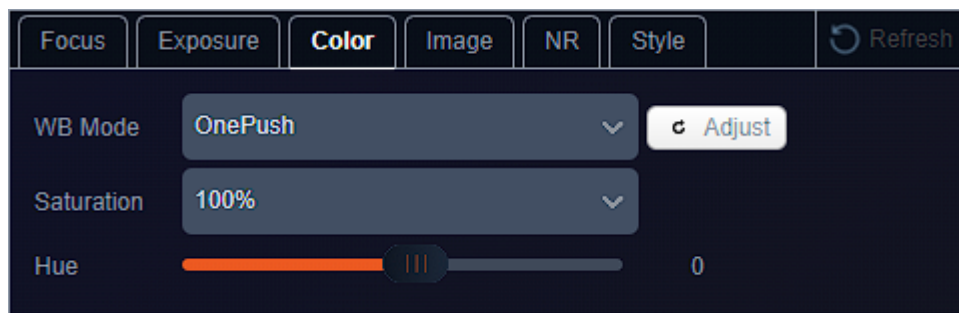 Focus Exposure Color Image NR Style Refresh
WB Mode OnePush Adjust
Saturation 100%
Hue 0